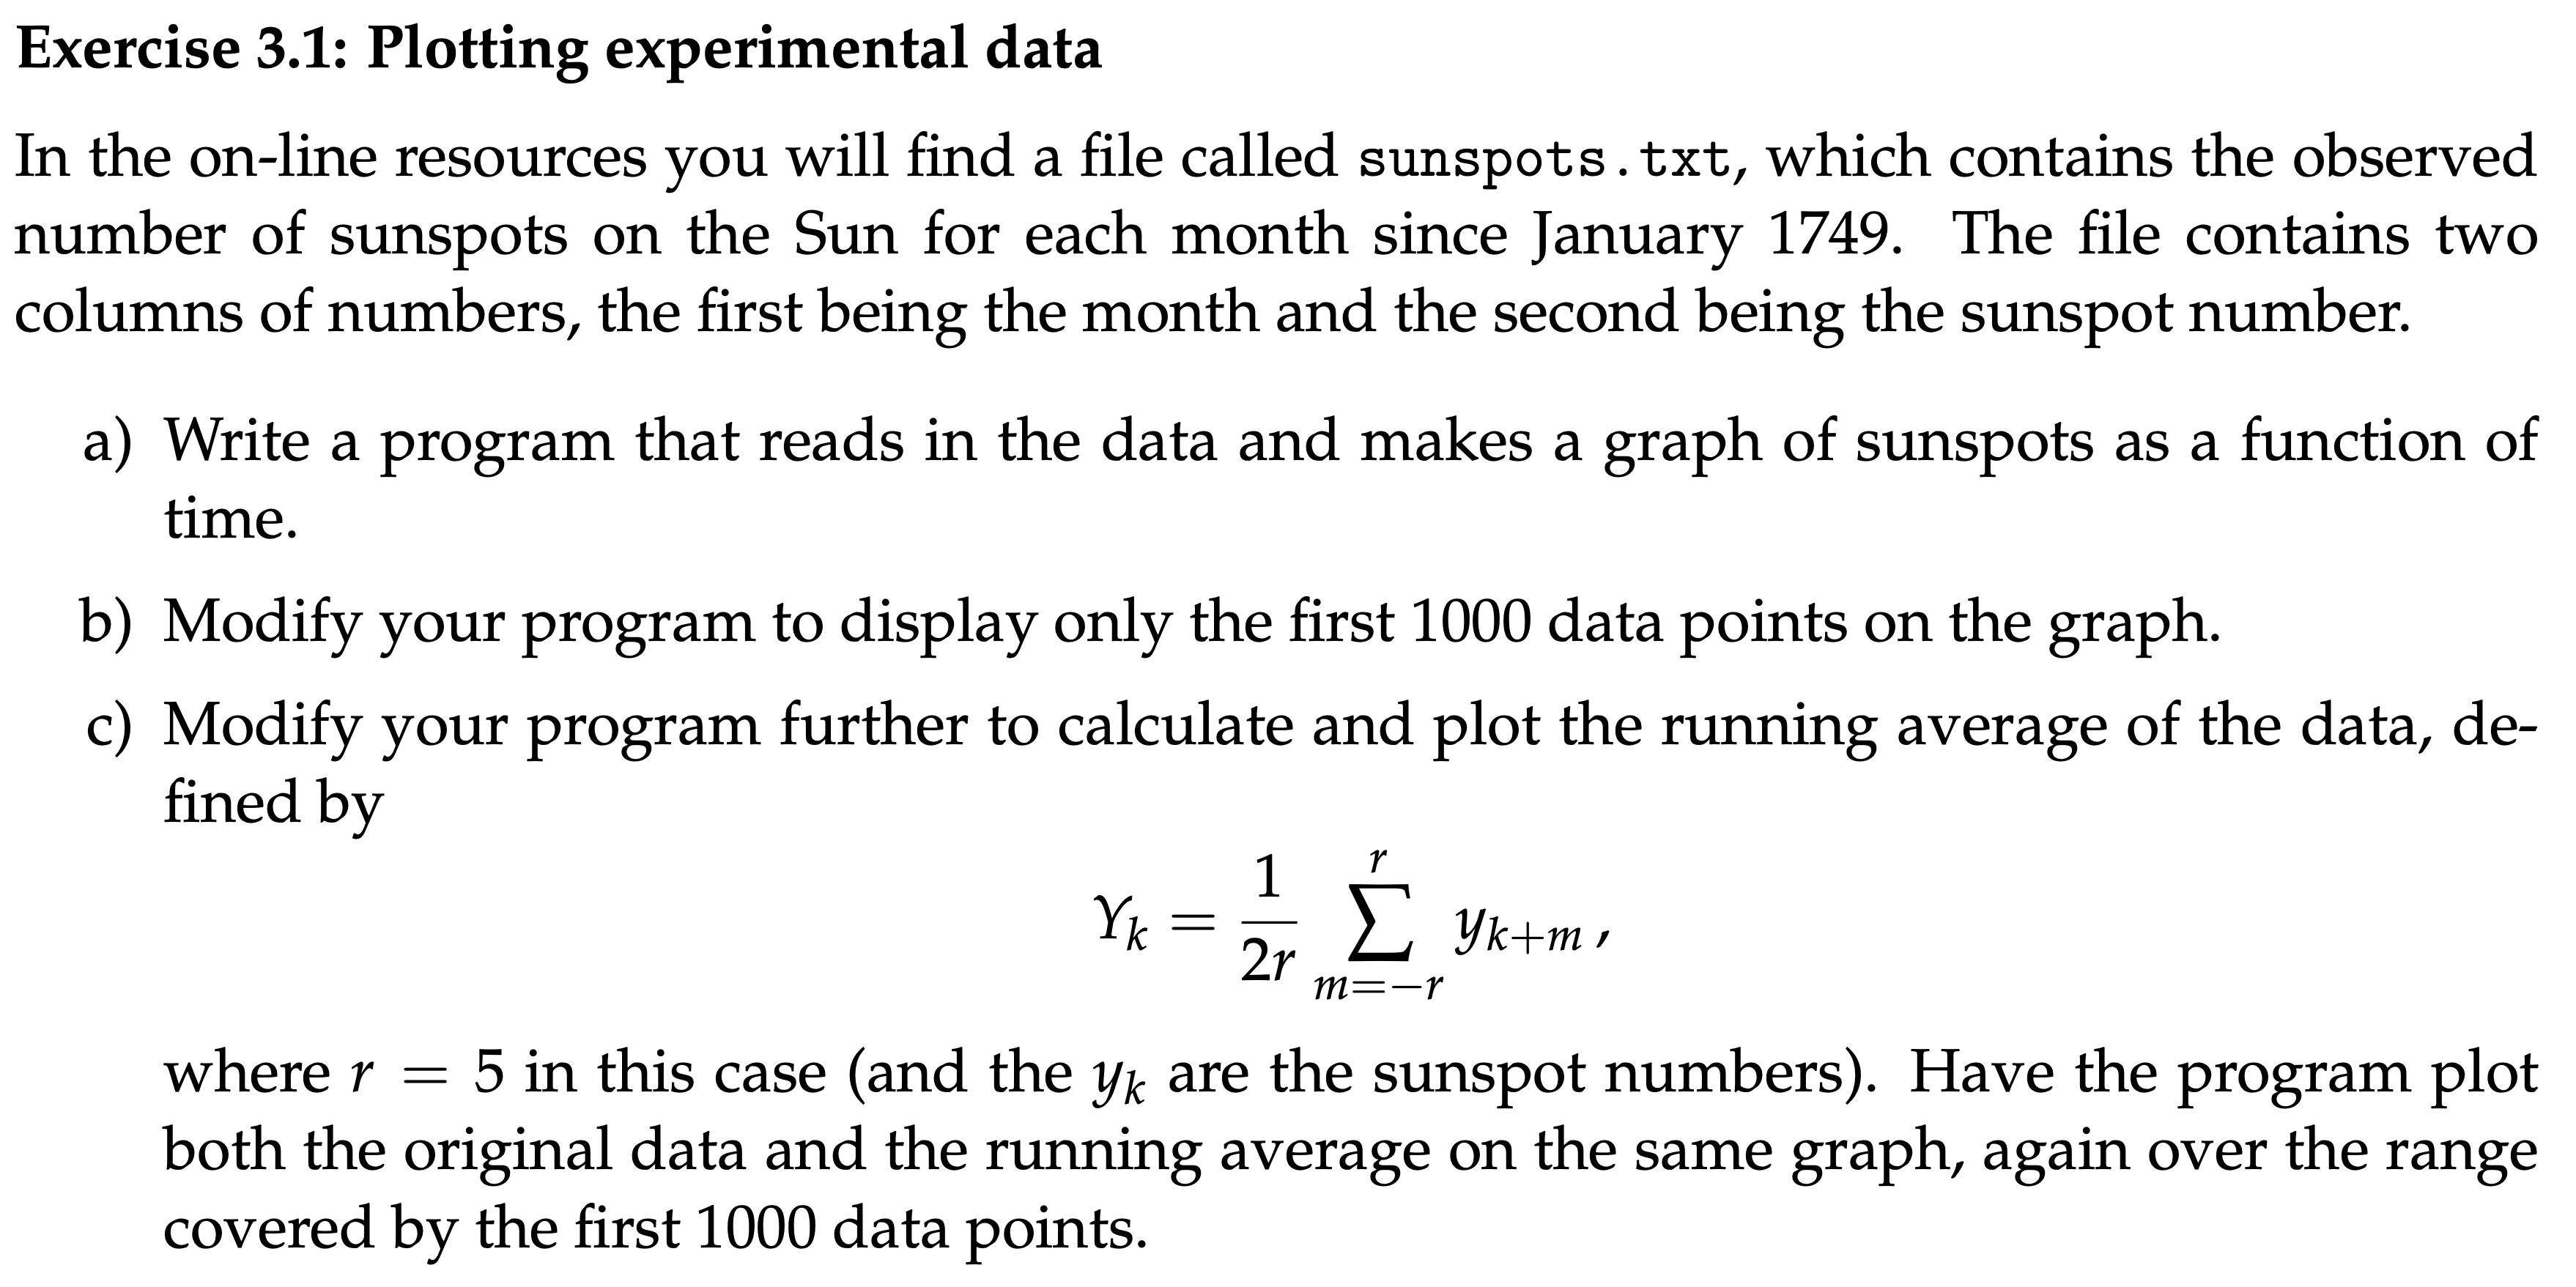 Exercise 3.1: Plotting experimental data
In the on-line resources you will find a file called sunspots.txt, which contains the observed
number of sunspots on the Sun for each month since January 1749. The file contains two
columns of numbers, the first being the month and the second being the sunspot number.
a) Write a program that reads in the data and makes a graph of sunspots as a function of
time.
b) Modify your program to display only the first 1000 data points on the graph.
c) Modify your program further to calculate and plot the running average of the data, de-
fined by
$Y_k = \frac{1}{2r} \sum_{m=-r}^{r} y_{k+m} ,$
where $r = 5$ in this case (and the $y_k$ are the sunspot numbers). Have the program plot
both the original data and the running average on the same graph, again over the range
covered by the first 1000 data points.